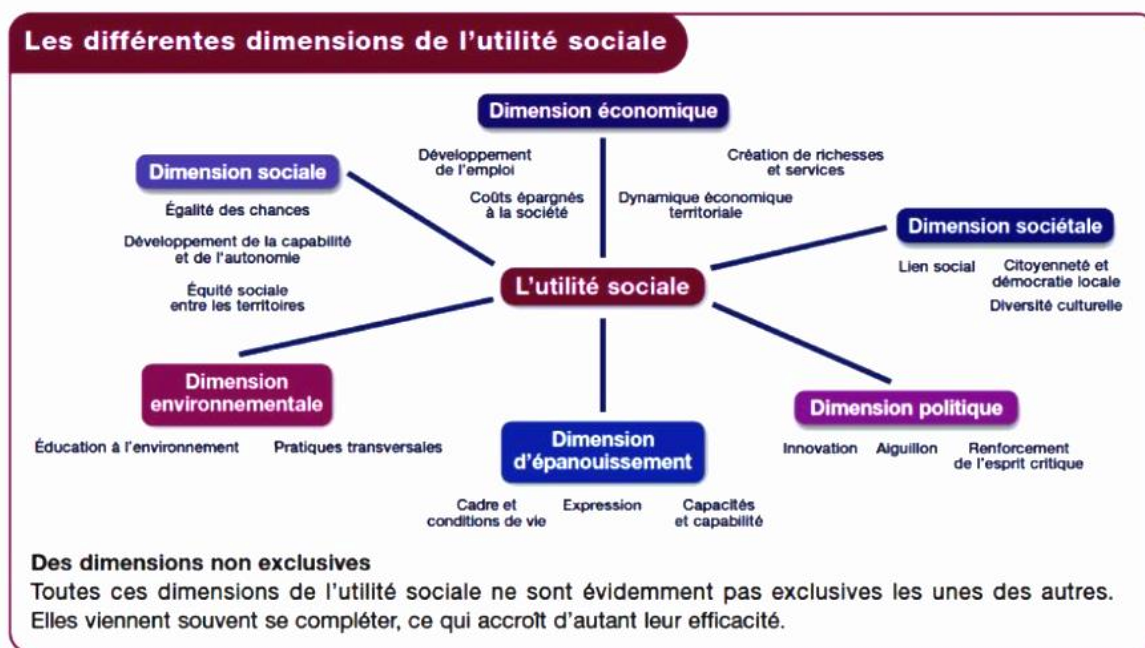 Les différentes dimensions de l'utilité sociale
Dimension économique
Développement
de l'emploi
Coûts épargnés
à la société
Création de richesses
et services
Dynamique économique
territoriale
Dimension sociale
Égalité des chances
Développement de la capabilité
et de l'autonomie
Équité sociale
entre les territoires
Dimension sociétale
Lien social
Citoyenneté et
démocratie locale
Diversité culturelle
L'utilité sociale
Dimension
environnementale
Éducation à l'environnement
Pratiques transversales
Dimension
d'épanouissement
Cadre et
conditions de vie
Expression
Capacités
et capabilité
Dimension politique
Innovation
Aiguillon
Renforcement
de l'esprit critique
Des dimensions non exclusives
Toutes ces dimensions de l'utilité sociale ne sont évidemment pas exclusives les unes des autres.
Elles viennent souvent se compléter, ce qui accroît d'autant leur efficacité.